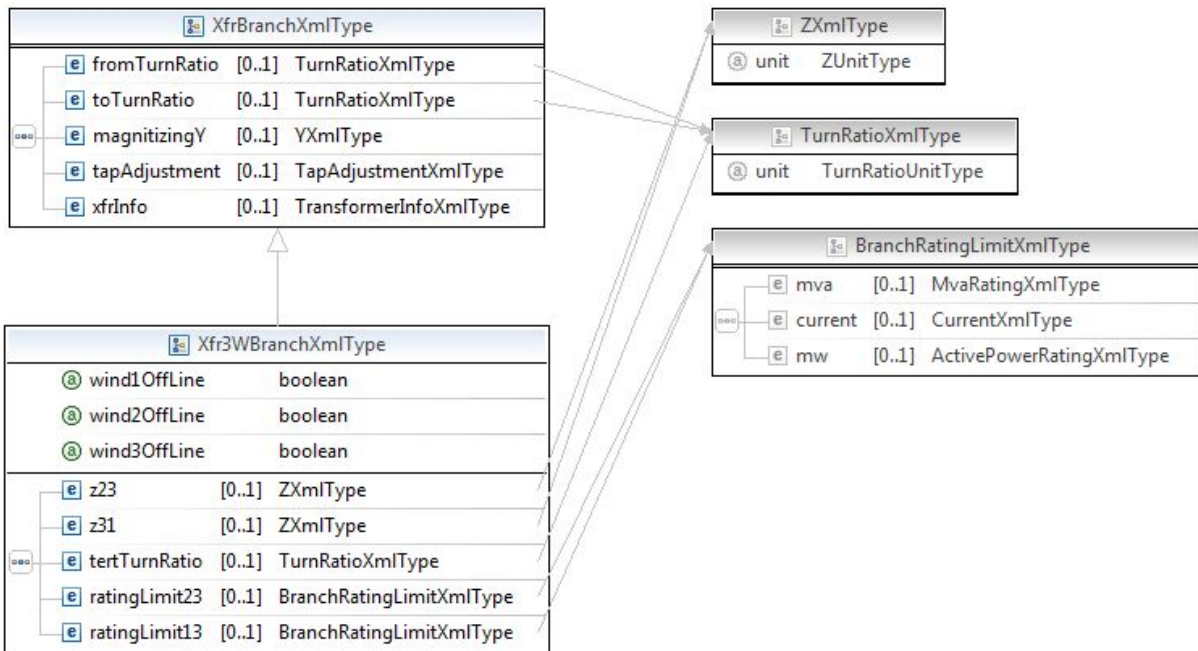 XfrBranchXmlType
fromTurnRatio [0..1] TurnRatioXmlType
toTurnRatio [0..1] TurnRatioXmlType
magnitizingY [0..1] YXmlType
tapAdjustment [0..1] TapAdjustmentXmlType
xfrInfo [0..1] TransformerInfoXmlType
Xfr3WBranchXmlType
wind1OffLine boolean
wind2OffLine boolean
wind3OffLine boolean
z23 [0..1] ZXmlType
z31 [0..1] ZXmlType
tertTurnRatio [0..1] TurnRatioXmlType
ratingLimit23 [0..1] BranchRatingLimitXmlType
ratingLimit13 [0..1] BranchRatingLimitXmlType
ZXmlType
unit ZUnitType
TurnRatioXmlType
unit TurnRatioUnitType
BranchRatingLimitXmlType
mva [0..1] MvaRatingXmlType
current [0..1] CurrentXmlType
mw [0..1] ActivePowerRatingXmlType